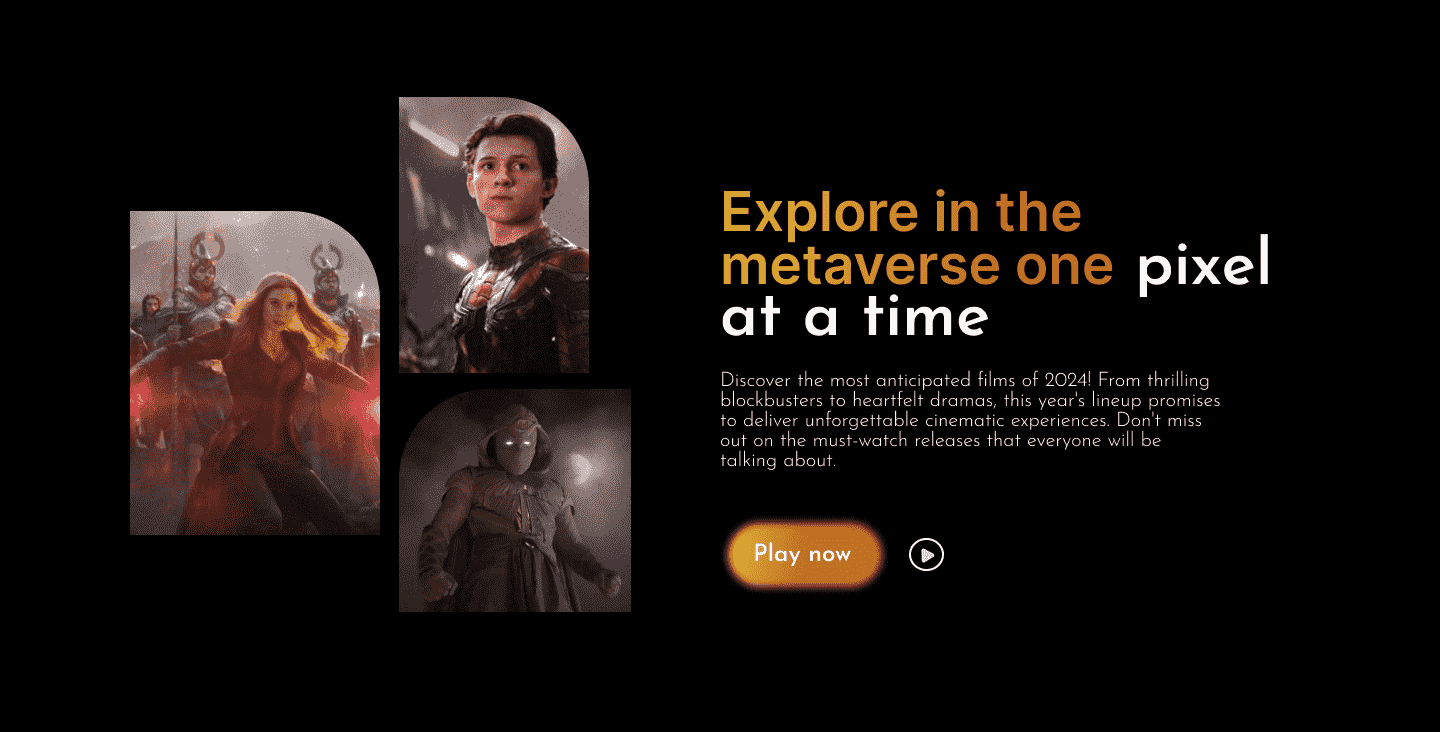 Explore in the
metaverse one pixel
at a time
Discover the most anticipated films of 2024! From thrilling
blockbusters to heartfelt dramas, this year's lineup promises
to deliver unforgettable cinematic experiences. Don't miss
out on the must-watch releases that everyone will be
talking about.
Play now